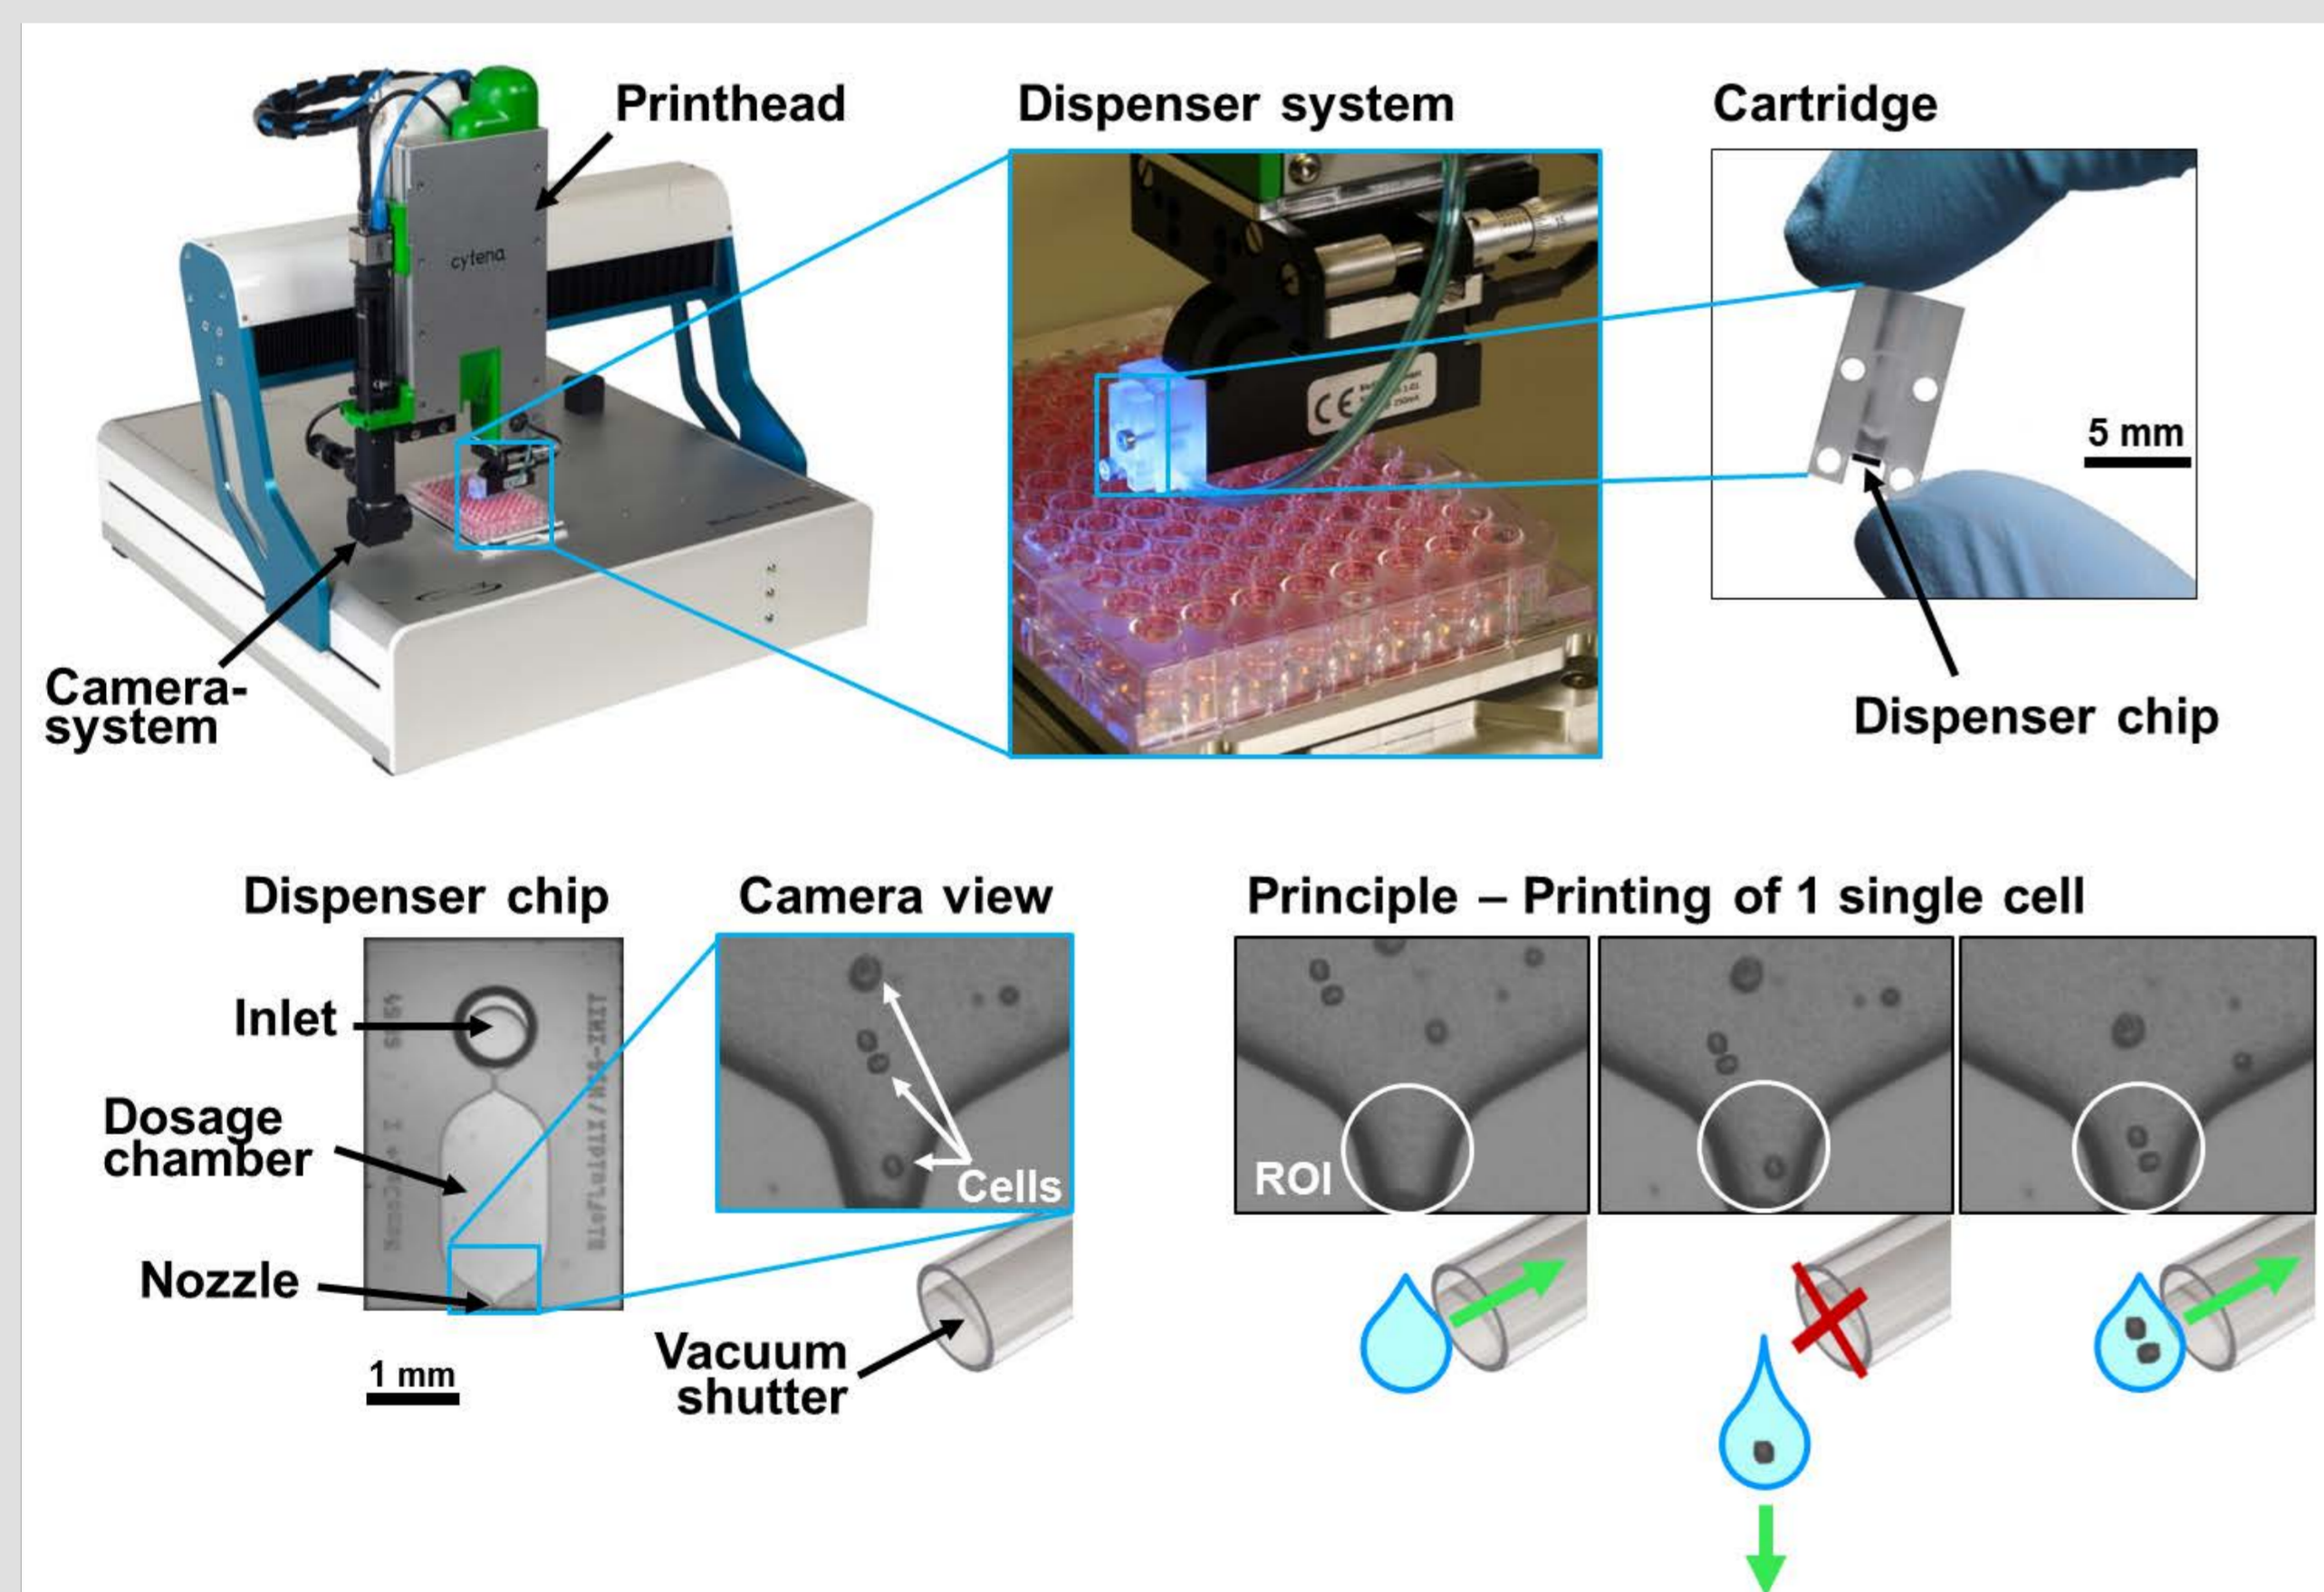 Printhead
Dispenser system
Cartridge
cytena
5 mm
Camera-
system
Dispenser chip
Dispenser chip
Camera view
Principle – Printing of 1 single cell
Inlet
Dosage
chamber
Cells
ROI
Nozzle
Vacuum
shutter
1 mm